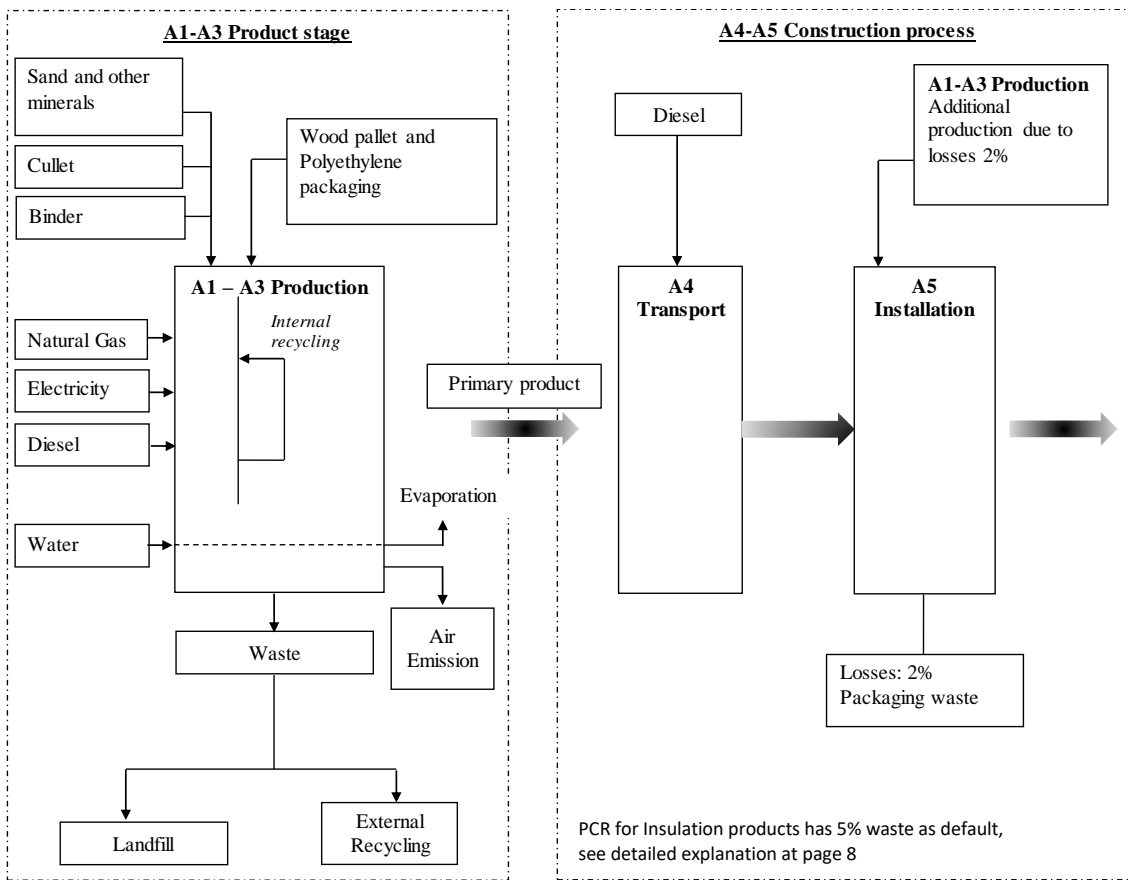 A1-A3 Product stage
Sand and other
minerals
Cullet
Binder
Wood pallet and
Polyethylene
packaging
A1 – A3 Production
Internal
recycling
Natural Gas
Electricity
Diesel
Water
Evaporation
Air
Emission
Waste
Landfill
External
Recycling
Primary product
A4-A5 Construction process
Diesel
A1-A3 Production
Additional
production due to
losses 2%
A4
Transport
A5
Installation
Losses: 2%
Packaging waste
PCR for Insulation products has 5% waste as default,
see detailed explanation at page 8